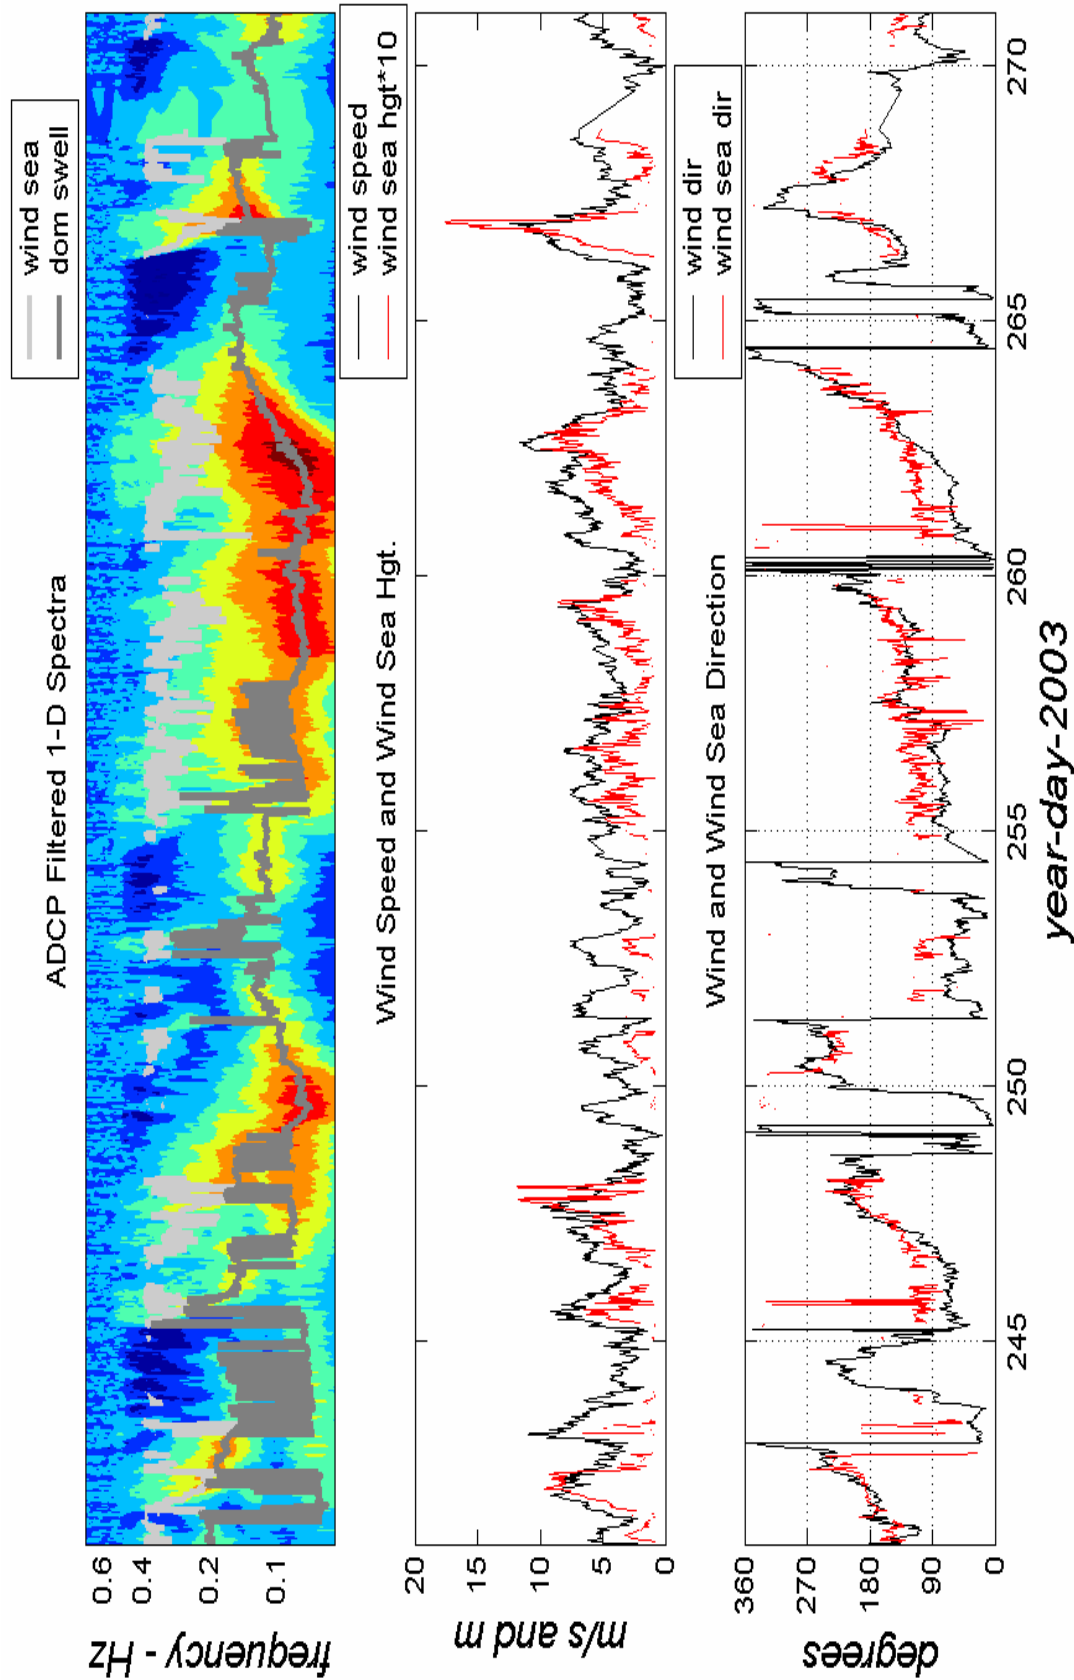 ADCP Filtered 1-D Spectra
wind sea
dom swell
frequency - Hz
0.6
0.4
0.2
0.1
Wind Speed and Wind Sea Hgt.
wind speed
wind sea hgt*10
m/s and m
20
15
10
5
0
Wind and Wind Sea Direction
wind dir
wind sea dir
degrees
360
270
180
90
0
245
250
255
260
265
270
year-day-2003